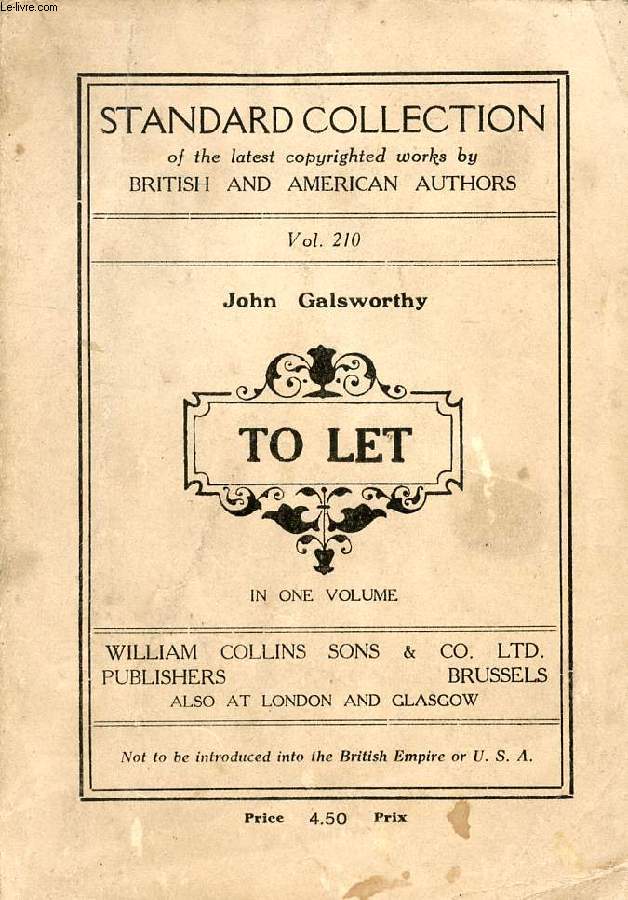 Le-livre.com
STANDARD COLLECTION
of the latest copyrighted works by
BRITISH AND AMERICAN AUTHORS
Vol. 210
John Galsworthy
TO LET
IN ONE VOLUME
WILLIAM COLLINS SONS & CO. LTD.
PUBLISHERS BRUSSELS
ALSO AT LONDON AND GLASGOW
Not to be introduced into the British Empire or U. S. A.
Price 4.50 Prix